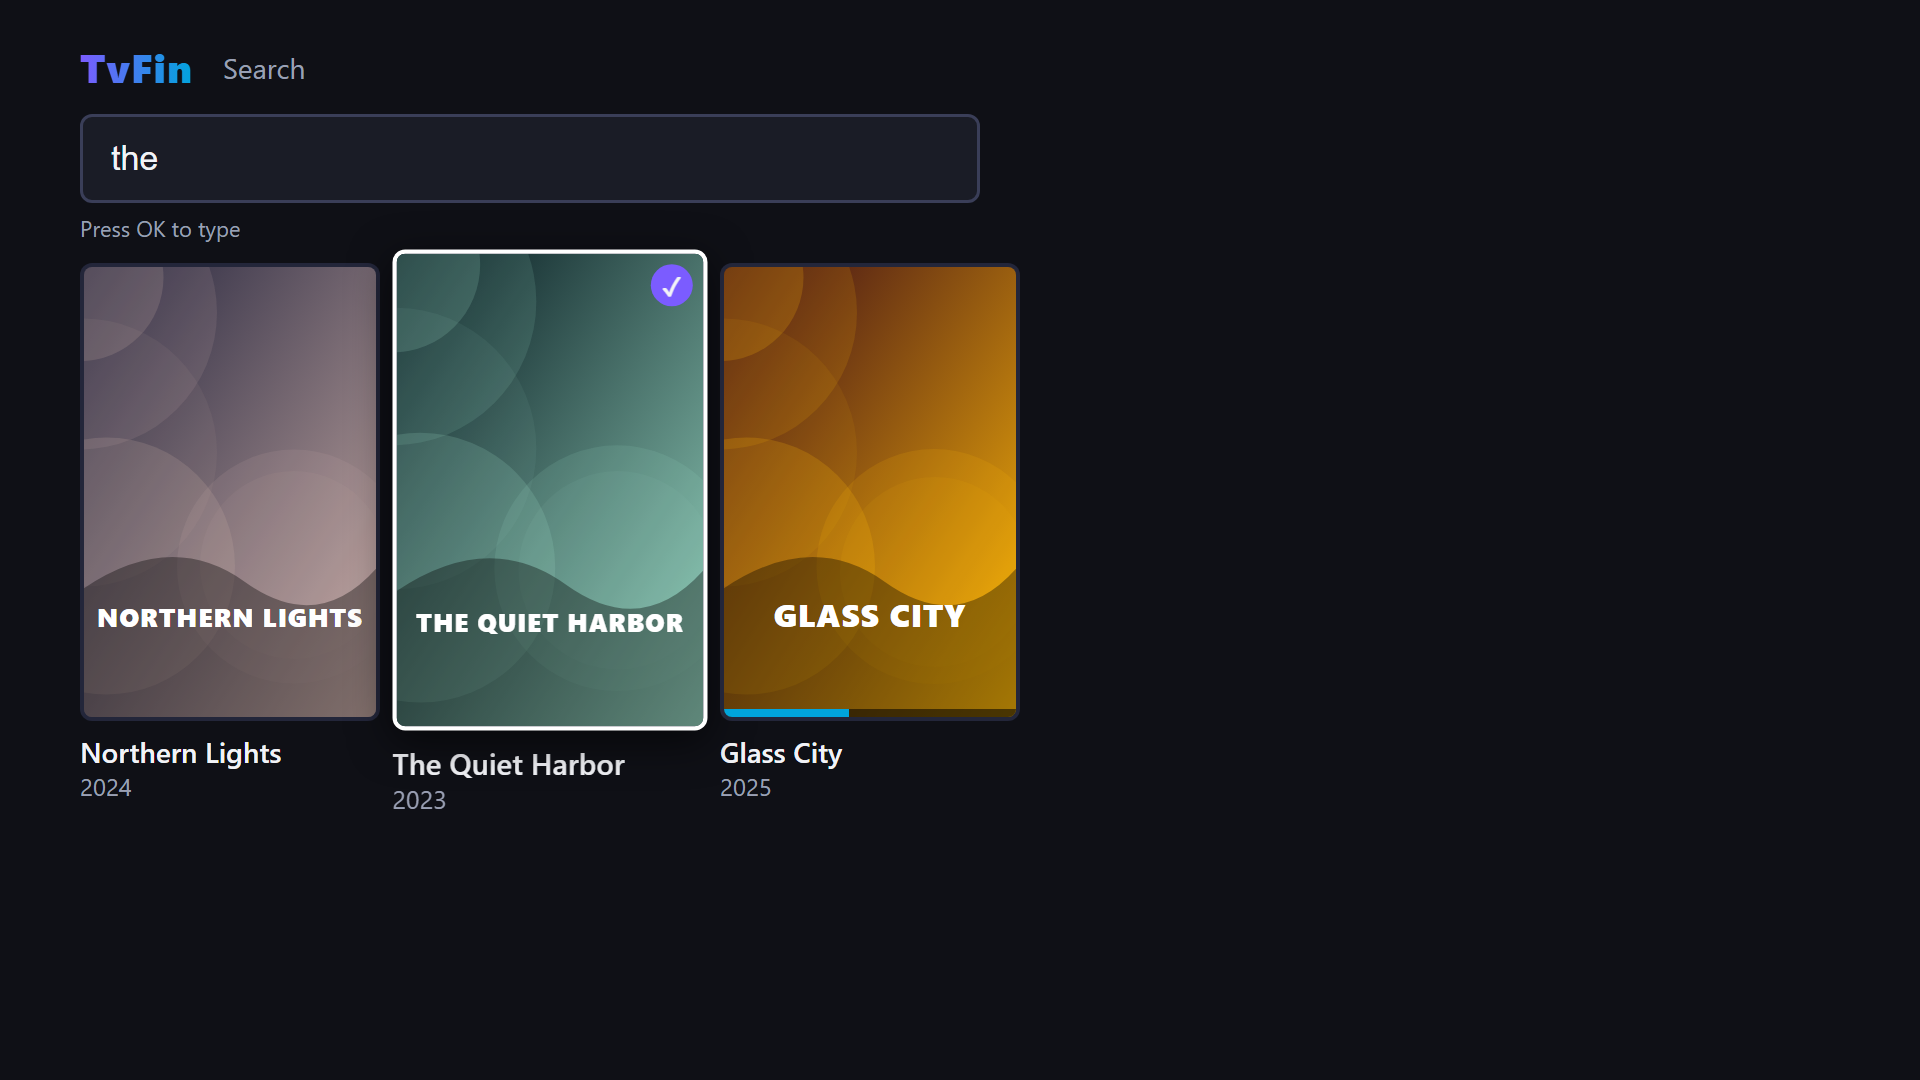 TvFin Search
the
Press OK to type
NORTHERN LIGHTS
THE QUIET HARBOR
GLASS CITY
Northern Lights
2024
The Quiet Harbor
2023
Glass City
2025